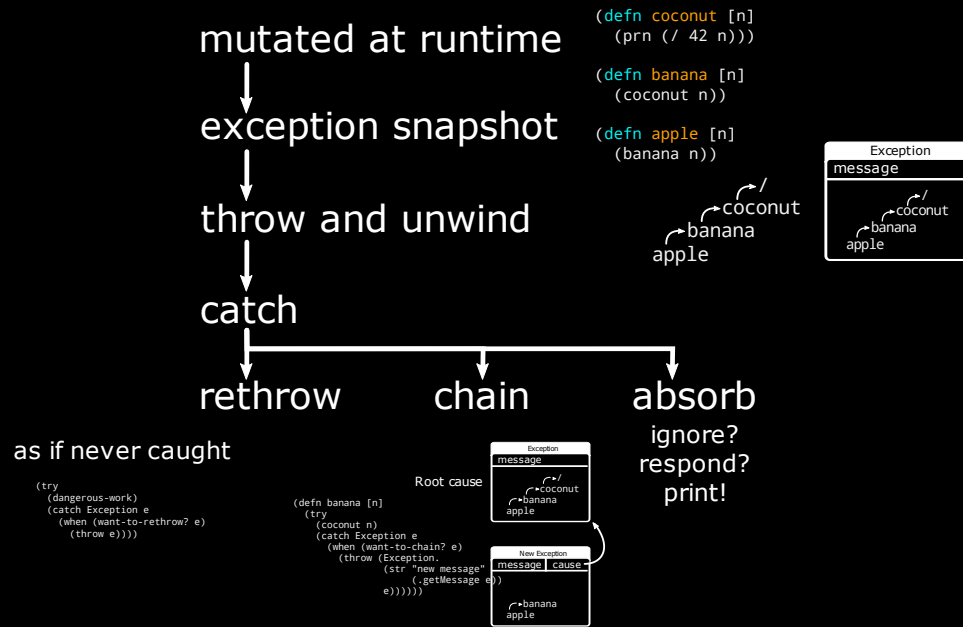 mutated at runtime
exception snapshot
throw and unwind
catch
rethrow
chain
absorb
(defn coconut [n]
(prn (/ 42 n)))
(defn banana [n]
(coconut n))
(defn apple [n]
(banana n))
/
coconut
banana
apple
Exception
message
/
coconut
banana
apple
as if never caught
(try
(dangerous-work)
(catch Exception e
(when (want-to-rethrow? e)
(throw e))))
(defn banana [n]
(try
(coconut n)
(catch Exception e
(when (want-to-chain? e)
(throw (Exception.
(str "new message"
(.getMessage e))
e))))))
Root cause
Exception
message
/
coconut
banana
apple
New Exception
message cause
banana
apple
ignore?
respond?
print!